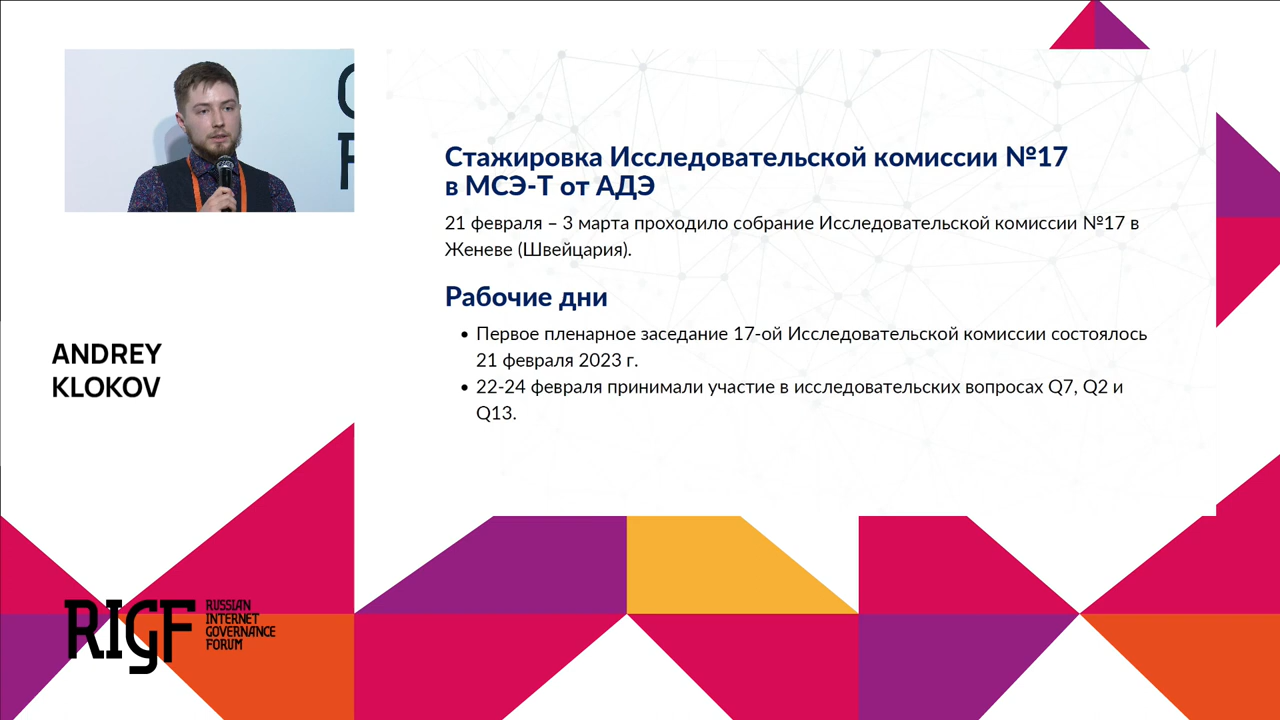 Стажировка Исследовательской комиссии №17
в МСЭ-Т от АДЭ
21 февраля – 3 марта проходило собрание Исследовательской комиссии №17 в
Женеве (Швейцария).
Рабочие дни
• Первое пленарное заседание 17-ой Исследовательской комиссии состоялось
21 февраля 2023 г.
• 22-24 февраля принимали участие в исследовательских вопросах Q7, Q2 и
Q13.
ANDREY
KLOKOV
RIGF
RUSSIAN
INTERNET
GOVERNANCE
FORUM